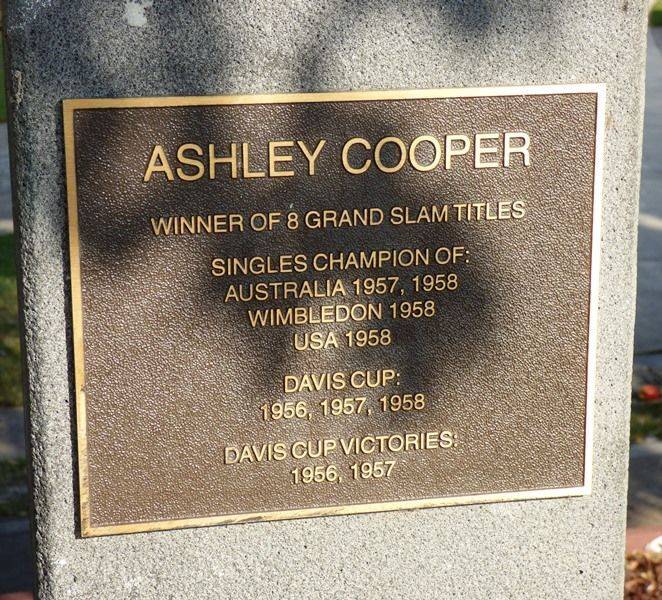 ASHLEY COOPER
WINNER OF 8 GRAND SLAM TITLES
SINGLES CHAMPION OF:
AUSTRALIA 1957, 1958
WIMBLEDON 1958
USA 1958
DAVIS CUP:
1956, 1957, 1958
DAVIS CUP VICTORIES:
1956, 1957